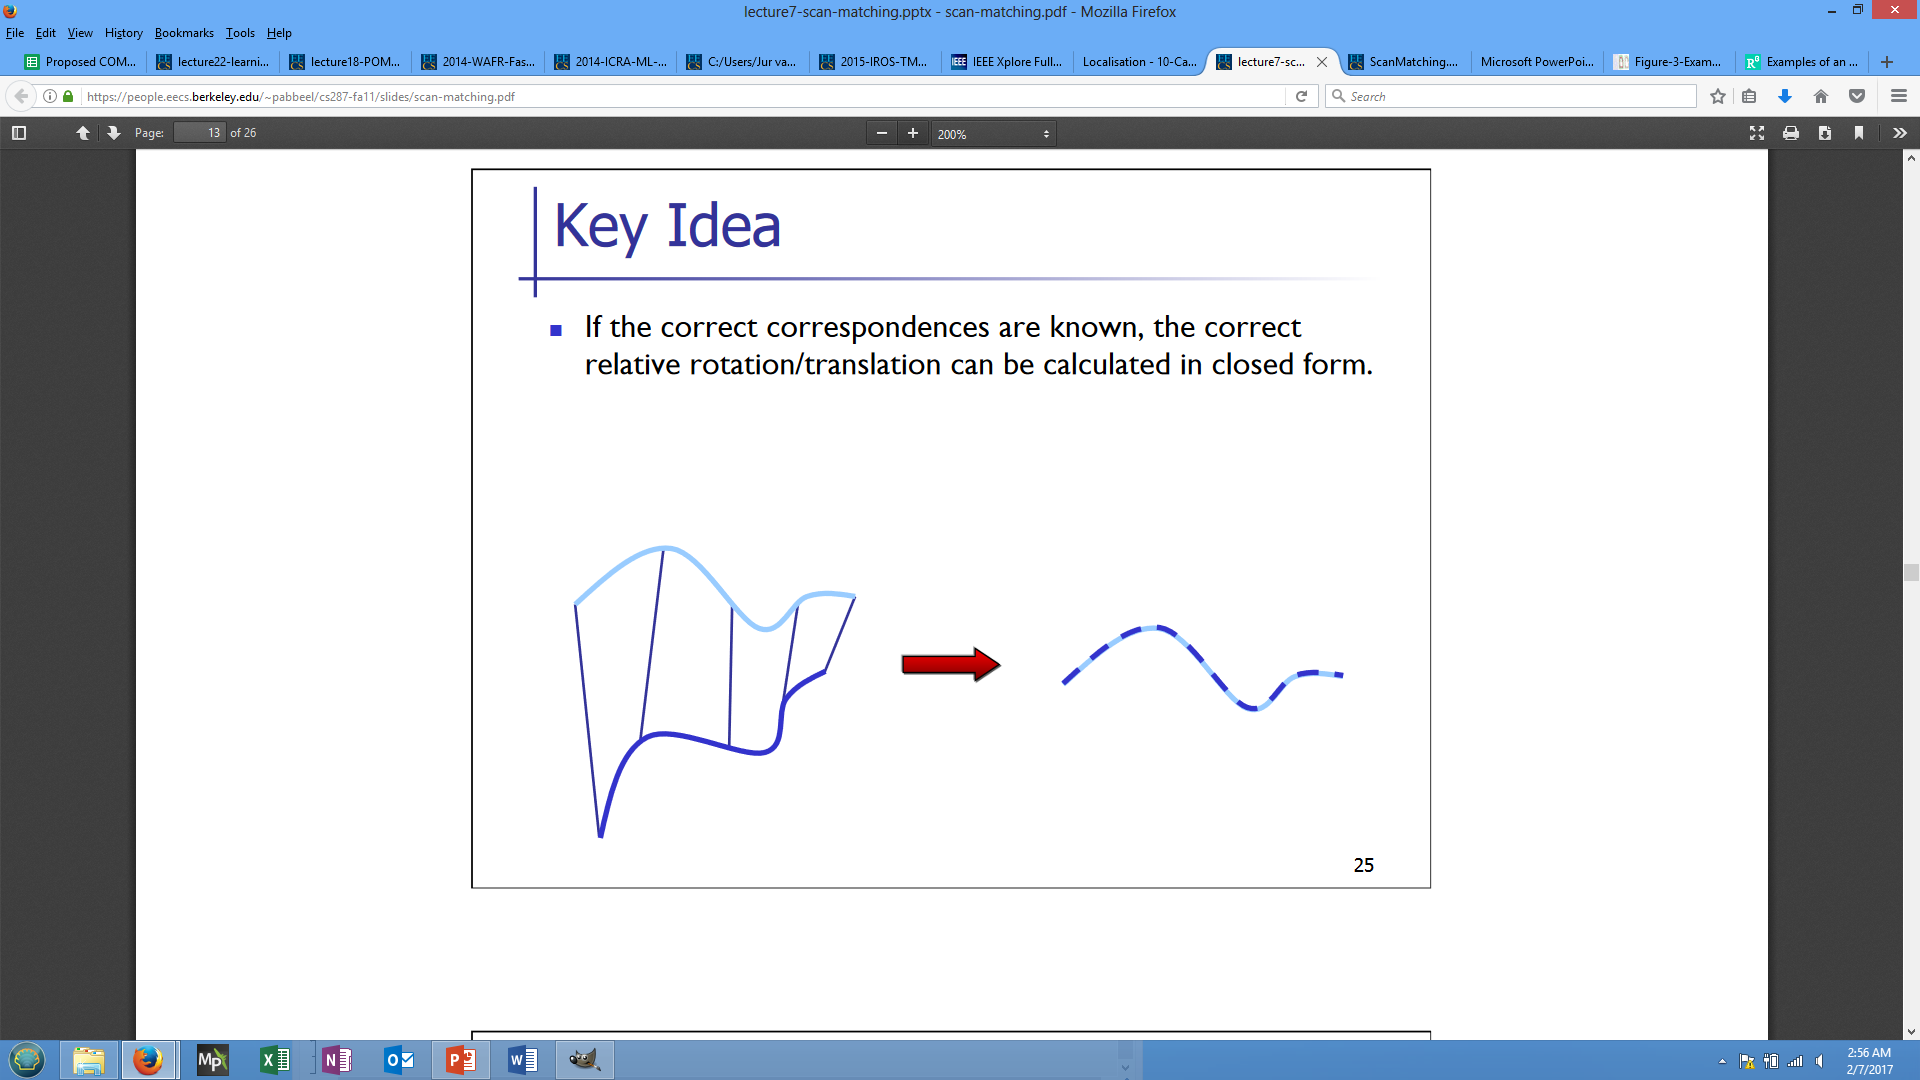 lecture7-scan-matching.pptx - scan-matching.pdf - Mozilla Firefox
File Edit View History Bookmarks Tools Help
Proposed COM... lecture22-learni... lecture18-POM... 2014-WAFR-Fas... 2014-ICRA-ML-... C:/Users/Jur va... 2015-IROS-TM... IEEE IEEE Xplore Full... Localisation - 10-Ca... lecture7-sc... ScanMatching.... Microsoft PowerPoi... Figure-3-Exam... Examples of an ...
https://people.eecs.berkeley.edu/~pabbeel/cs287-fa11/slides/scan-matching.pdf Search
Page: 13 of 26 200%
Key Idea
If the correct correspondences are known, the correct
relative rotation/translation can be calculated in closed form.
25
2:56 AM
2/7/2017